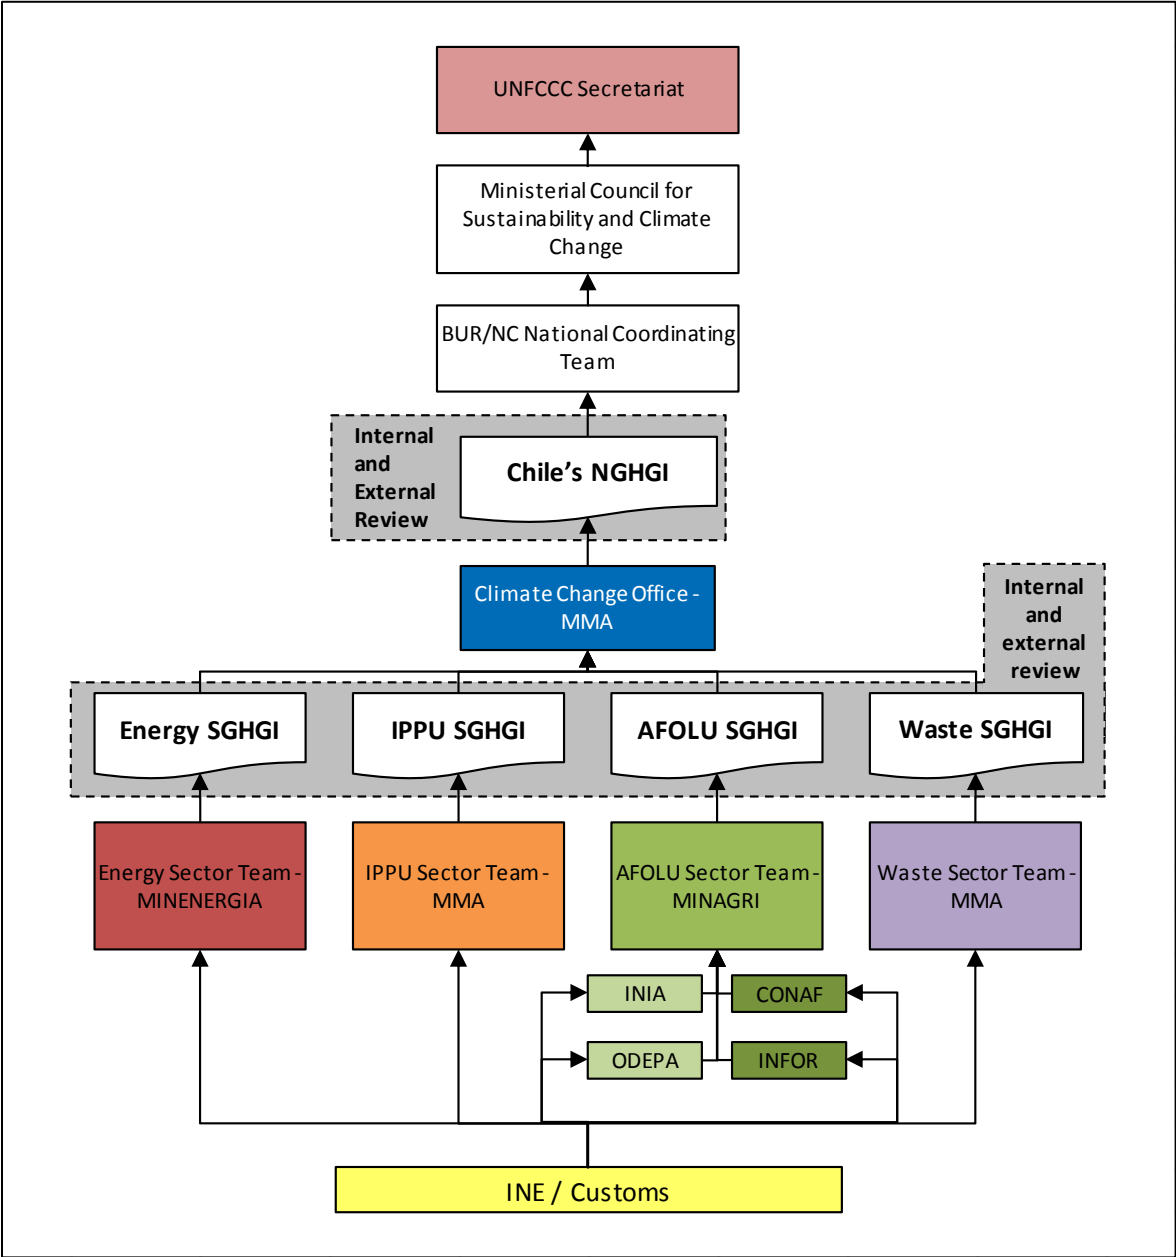 UNFCCC Secretariat
Ministerial Council for
Sustainability and Climate
Change
BUR/NC National Coordinating
Team
Internal
and
External
Review
Chile's NGHGI
Climate Change Office -
MMA
Internal
and
external
review
Energy SGHGI
IPPU SGHGI
AFOLU SGHGI
Waste SGHGI
Energy Sector Team -
MINENERGIA
IPPU Sector Team -
MMA
AFOLU Sector Team -
MINAGRI
Waste Sector Team -
MMA
INIA
CONAF
ODEPA
INFOR
INE / Customs